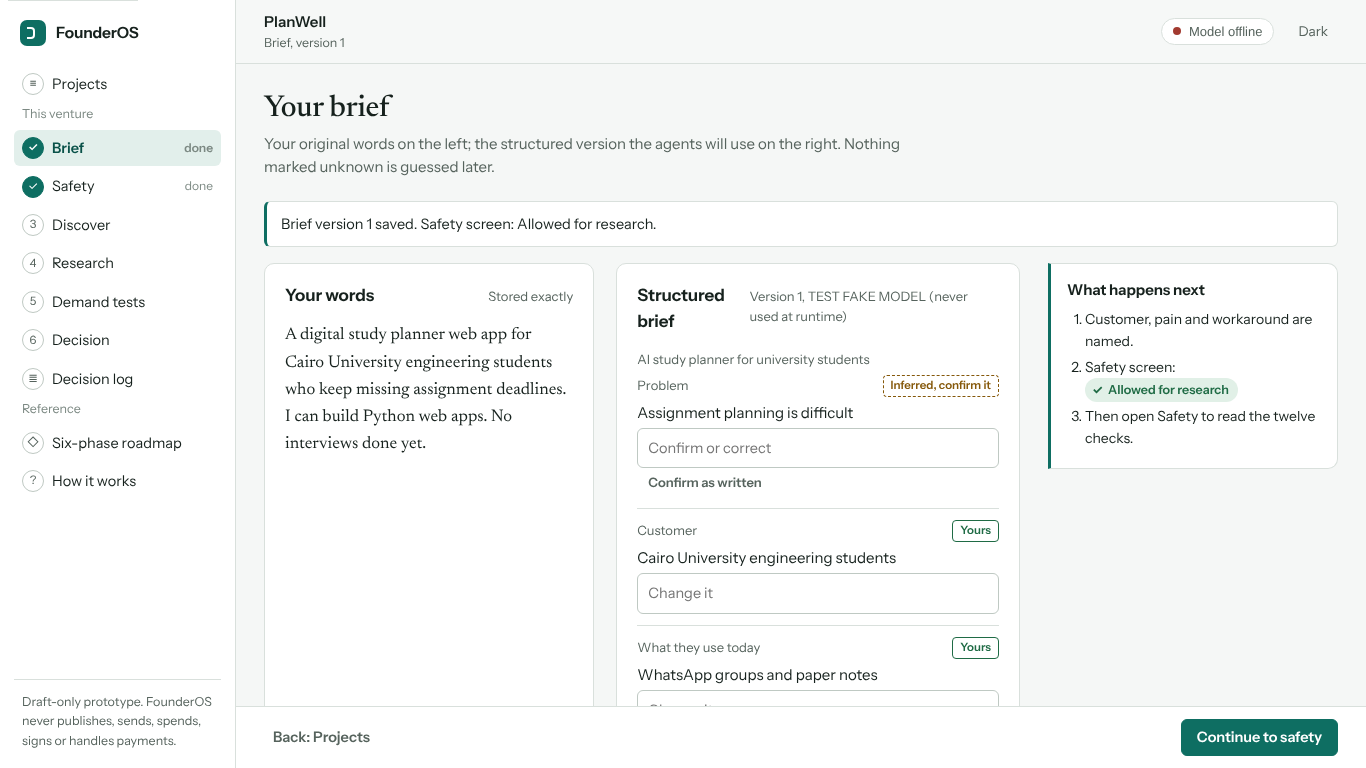 FounderOS
Projects
This venture
Brief
done
Safety
done
3
Discover
4
Research
5
Demand tests
6
Decision
Decision log
Reference
Six-phase roadmap
?
How it works
Draft-only prototype. FounderOS
never publishes, sends, spends,
signs or handles payments.
PlanWell
Brief, version 1
Model offline
Dark
Your brief
Your original words on the left; the structured version the agents will use on the right. Nothing
marked unknown is guessed later.
Brief version 1 saved. Safety screen: Allowed for research.
Your words
Stored exactly
A digital study planner web app for
Cairo University engineering students
who keep missing assignment deadlines.
I can build Python web apps. No
interviews done yet.
Structured
brief
Version 1, TEST FAKE MODEL (never
used at runtime)
AI study planner for university students
Problem
Inferred, confirm it
Assignment planning is difficult
Confirm or correct
Confirm as written
Customer
Yours
Cairo University engineering students
Change it
What they use today
Yours
WhatsApp groups and paper notes
What happens next
1. Customer, pain and workaround are
named.
2. Safety screen:
Allowed for research
3. Then open Safety to read the twelve
checks.
Back: Projects
Continue to safety